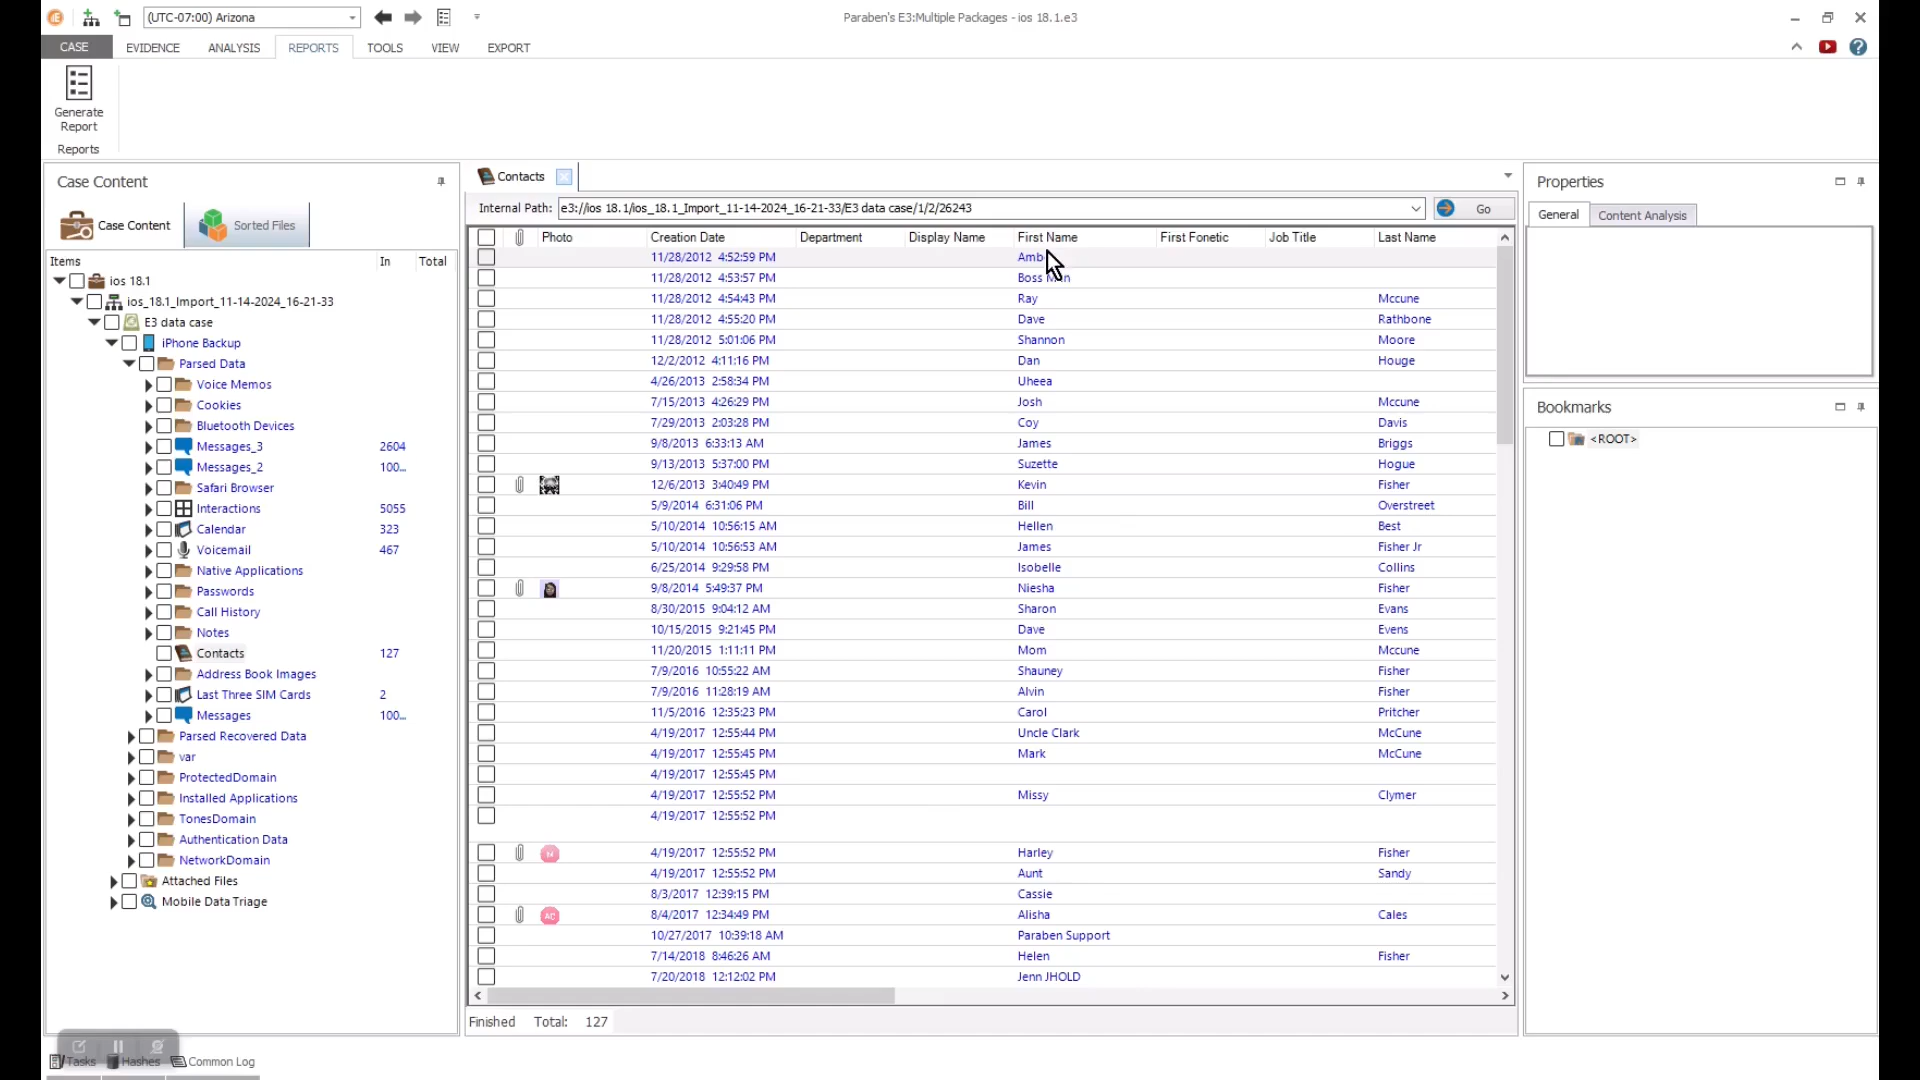 (UTC-07:00) Arizona
Paraben's E3:Multiple Packages - ios 18.1.e3
CASE EVIDENCE ANALYSIS REPORTS TOOLS VIEW EXPORT
Generate
Report
Reports
Case Content
Case Content Sorted Files
Items In Total
ios 18.1
ios_18.1_Import_11-14-2024_16-21-33
E3 data case
iPhone Backup
Parsed Data
Voice Memos
Cookies
Bluetooth Devices
Messages_3 2604
Messages_2 100...
Safari Browser
Interactions 5055
Calendar 323
Voicemail 467
Native Applications
Passwords
Call History
Notes
Contacts 127
Address Book Images
Last Three SIM Cards 2
Messages 100...
Parsed Recovered Data
var
ProtectedDomain
Installed Applications
TonesDomain
Authentication Data
NetworkDomain
Attached Files
Mobile Data Triage
Tasks Hashes Common Log
Contacts
Internal Path: e3://ios 18.1/ios_18.1_Import_11-14-2024_16-21-33/E3 data case/1/2/26243 Go
Photo Creation Date Department Display Name First Name First Fonetic Job Title Last Name
11/28/2012 4:52:59 PM
11/28/2012 4:53:57 PM Boss
11/28/2012 4:54:43 PM Ray Mccune
11/28/2012 4:55:20 PM Dave Rathbone
11/28/2012 5:01:06 PM Shannon Moore
12/2/2012 4:11:16 PM Dan Houge
4/26/2013 2:58:34 PM Uheea
7/15/2013 4:26:29 PM Josh Mccune
7/29/2013 2:03:28 PM Coy Davis
9/8/2013 6:33:13 AM James Briggs
9/13/2013 5:37:00 PM Suzette Hogue
12/6/2013 3:40:49 PM Kevin Fisher
5/9/2014 6:31:06 PM Bill Overstreet
5/10/2014 10:56:15 AM Hellen Best
5/10/2014 10:56:53 AM James Fisher Jr
6/25/2014 9:29:58 PM Isobelle Collins
9/8/2014 5:49:37 PM Niesha Fisher
8/30/2015 9:04:12 AM Sharon Evans
10/15/2015 9:21:45 PM Dave Evens
11/20/2015 1:11:11 PM Mom Mccune
7/9/2016 10:55:22 AM Shauney Fisher
7/9/2016 11:28:19 AM Alvin Fisher
11/5/2016 12:35:23 PM Carol Pritcher
4/19/2017 12:55:44 PM Uncle Clark McCune
4/19/2017 12:55:45 PM Mark McCune
4/19/2017 12:55:45 PM
4/19/2017 12:55:52 PM Missy Clymer
4/19/2017 12:55:52 PM
4/19/2017 12:55:52 PM Harley Fisher
4/19/2017 12:55:52 PM Aunt Sandy
8/3/2017 12:39:15 PM Cassie
AC 8/4/2017 12:34:49 PM Alisha Cales
10/27/2017 10:39:18 AM Paraben Support
7/14/2018 8:46:26 AM Helen Fisher
7/20/2018 12:12:02 PM Jenn JHOLD
Finished Total: 127
Properties
General Content Analysis
Bookmarks
<ROOT>